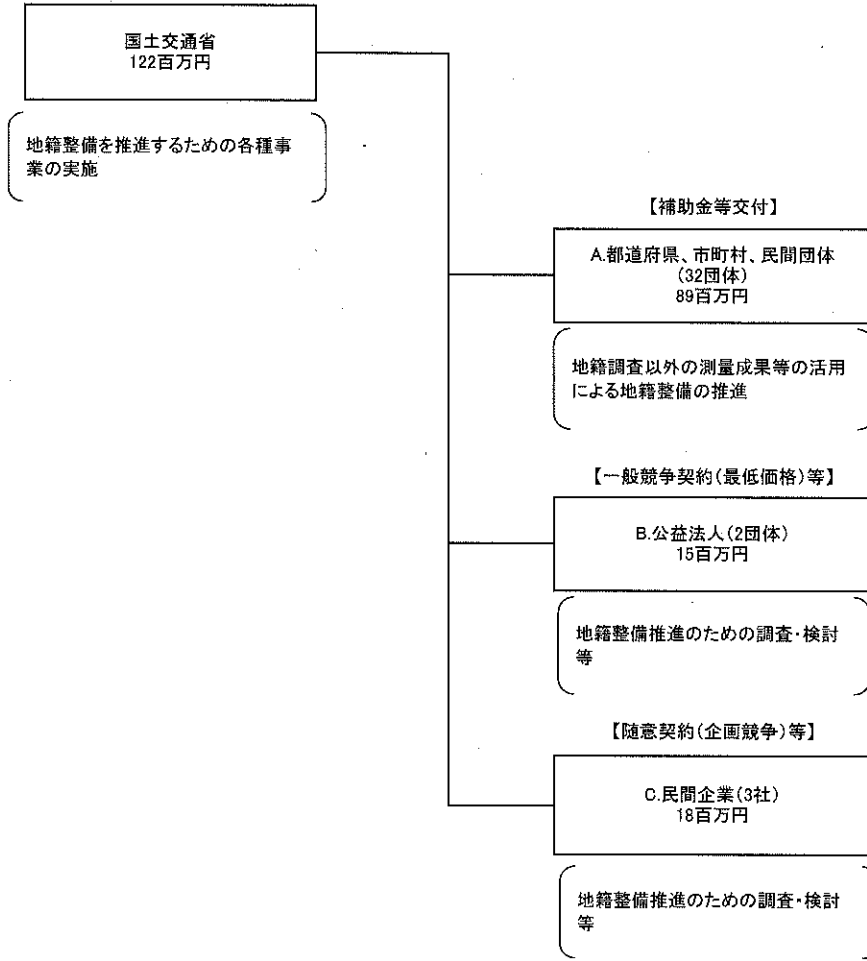 国土交通省
122百万円
地籍整備を推進するための各種事
業の実施
【補助金等交付】
A.都道府県、市町村、民間団体
(32団体)
89百万円
地籍調査以外の測量成果等の活用
による地籍整備の推進
【一般競争契約(最低価格)等】
B.公益法人(2団体)
15百万円
地籍整備推進のための調査・検討
等
【随意契約(企画競争)等】
C.民間企業(3社)
18百万円
地籍整備推進のための調査・検討
等